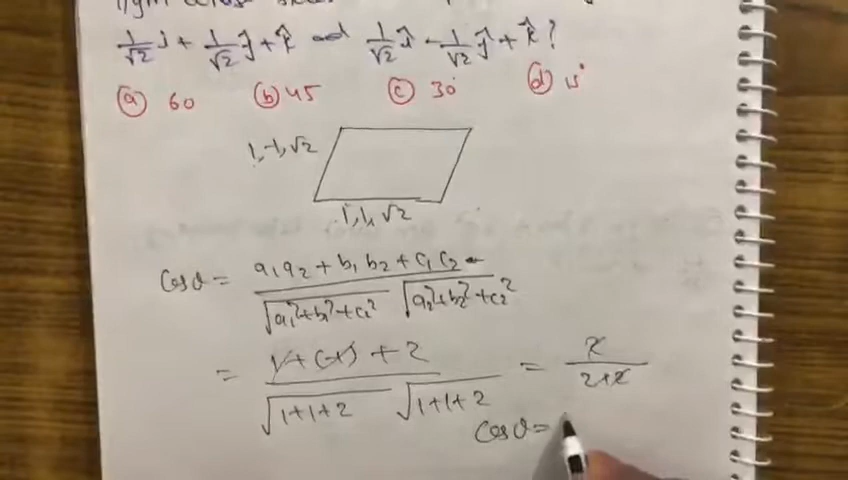 1/√2 i + 1/√2 ĵ + k̂ and 1/√2 î - 1/√2 ĵ + k̂ ?
(a) 60 (b) 45 (c) 30° (d) 15°
1, -1, √2
1, 1, √2
Cosθ = a₁a₂ + b₁b₂ + c₁c₂ / √a₁²+b₁²+c₁² √a₂²+b₂²+c₂²
= 1+(-1)+2 / √1+1+2 √1+1+2 = 2 / 2×2
Cosθ =